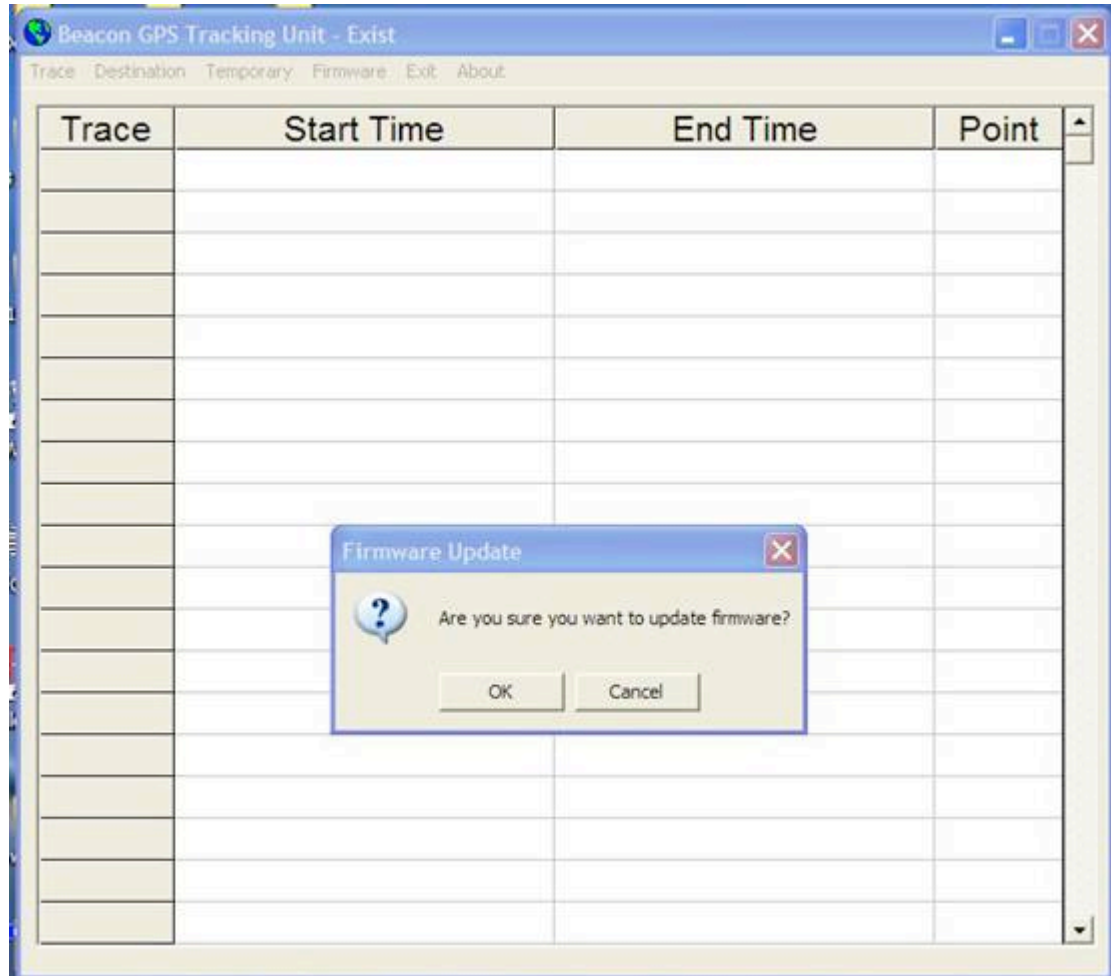 Beacon GPS Tracking Unit - Exist
Trace Destination Temporary Firmware Exit About
Trace Start Time End Time Point
Firmware Update
Are you sure you want to update firmware?
OK Cancel